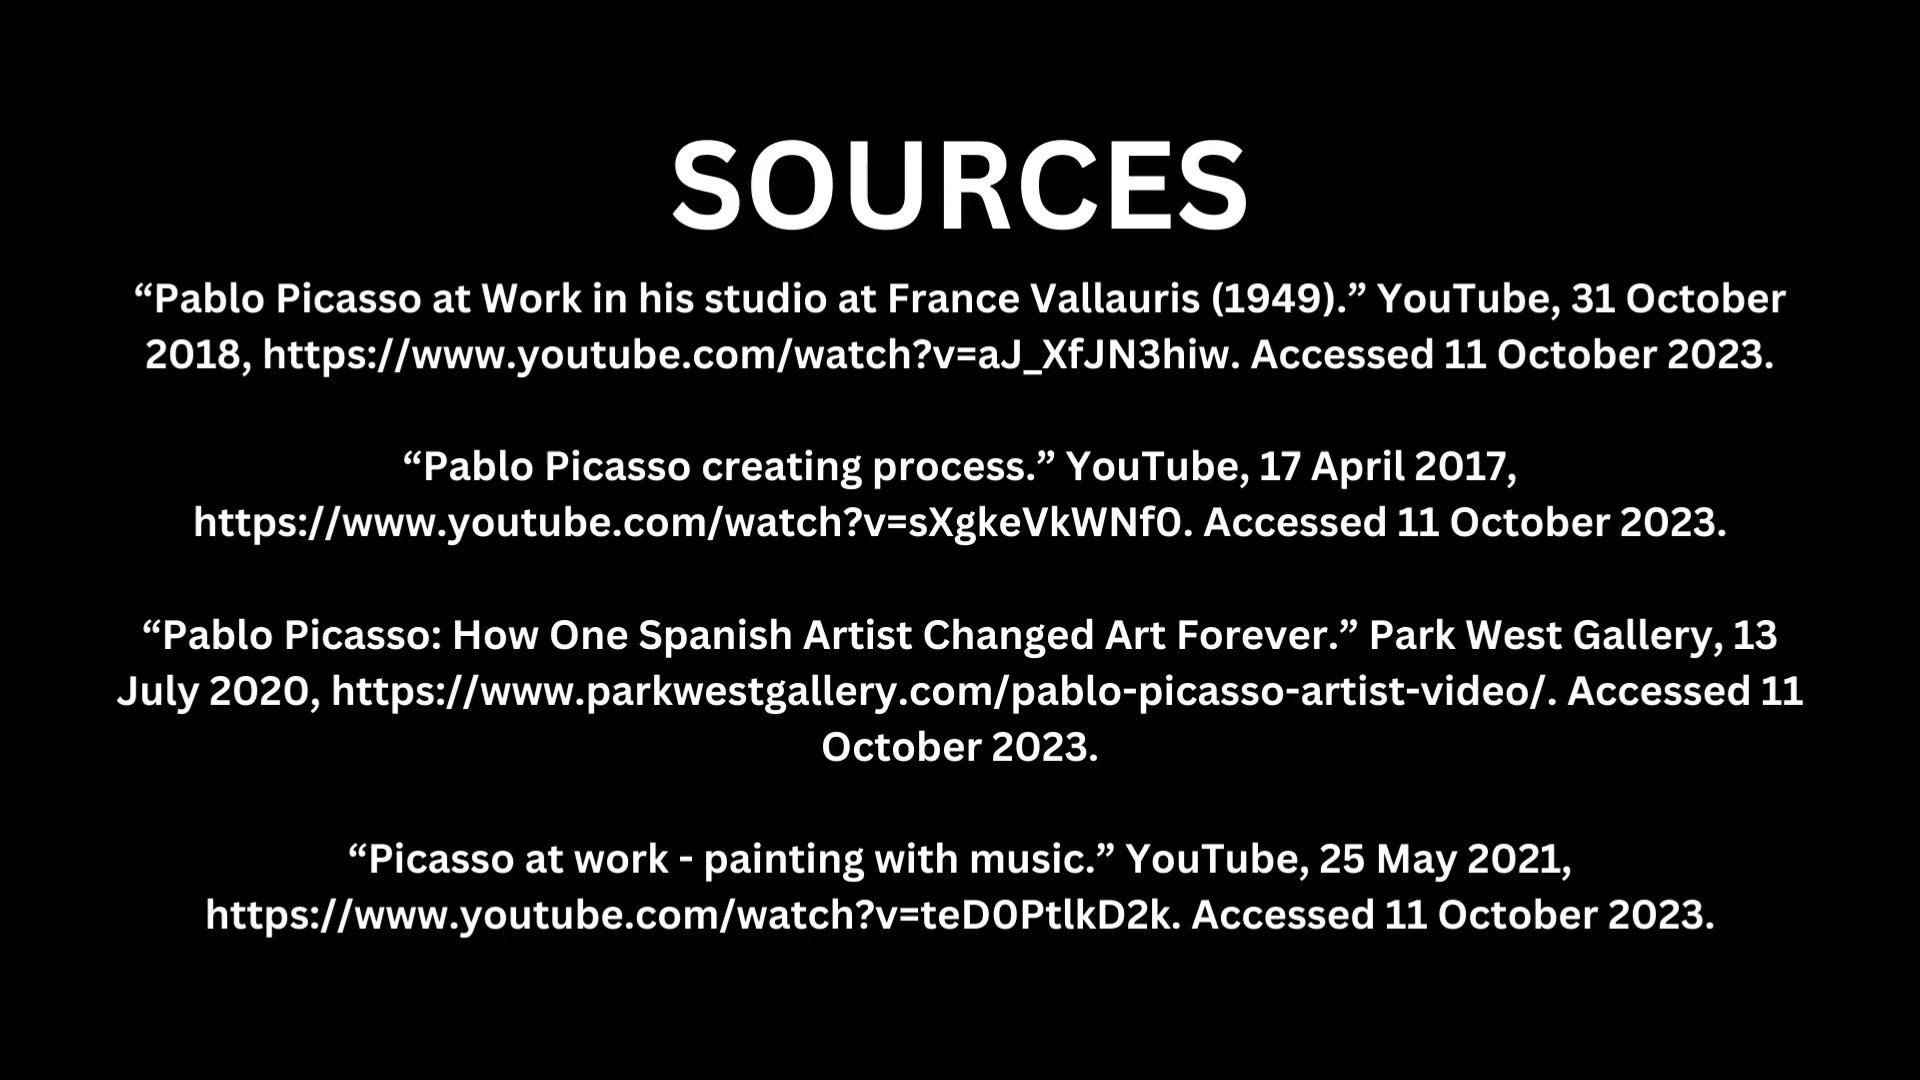 SOURCES
“Pablo Picasso at Work in his studio at France Vallauris (1949).” YouTube, 31 October
2018, https://www.youtube.com/watch?v=aJ_XfJN3hiw. Accessed 11 October 2023.
“Pablo Picasso creating process.” YouTube, 17 April 2017,
https://www.youtube.com/watch?v=sXgkeVkWNf0. Accessed 11 October 2023.
“Pablo Picasso: How One Spanish Artist Changed Art Forever.” Park West Gallery, 13
July 2020, https://www.parkwestgallery.com/pablo-picasso-artist-video/. Accessed 11
October 2023.
“Picasso at work - painting with music.” YouTube, 25 May 2021,
https://www.youtube.com/watch?v=teD0PtlkD2k. Accessed 11 October 2023.